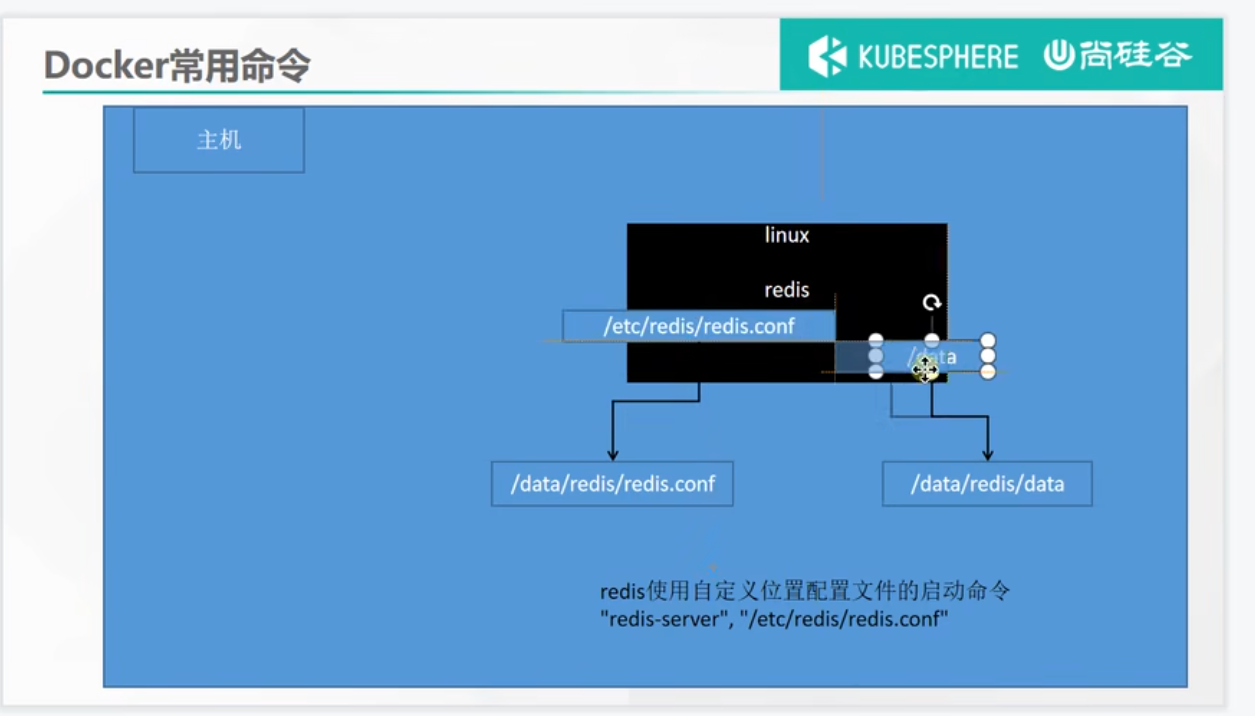 Docker常用命令
KUBESPHERE
尚硅谷
主机
linux
redis
/etc/redis/redis.conf
/data
/data/redis/redis.conf
/data/redis/data
redis使用自定义位置配置文件的启动命令
"redis-server", "/etc/redis/redis.conf"